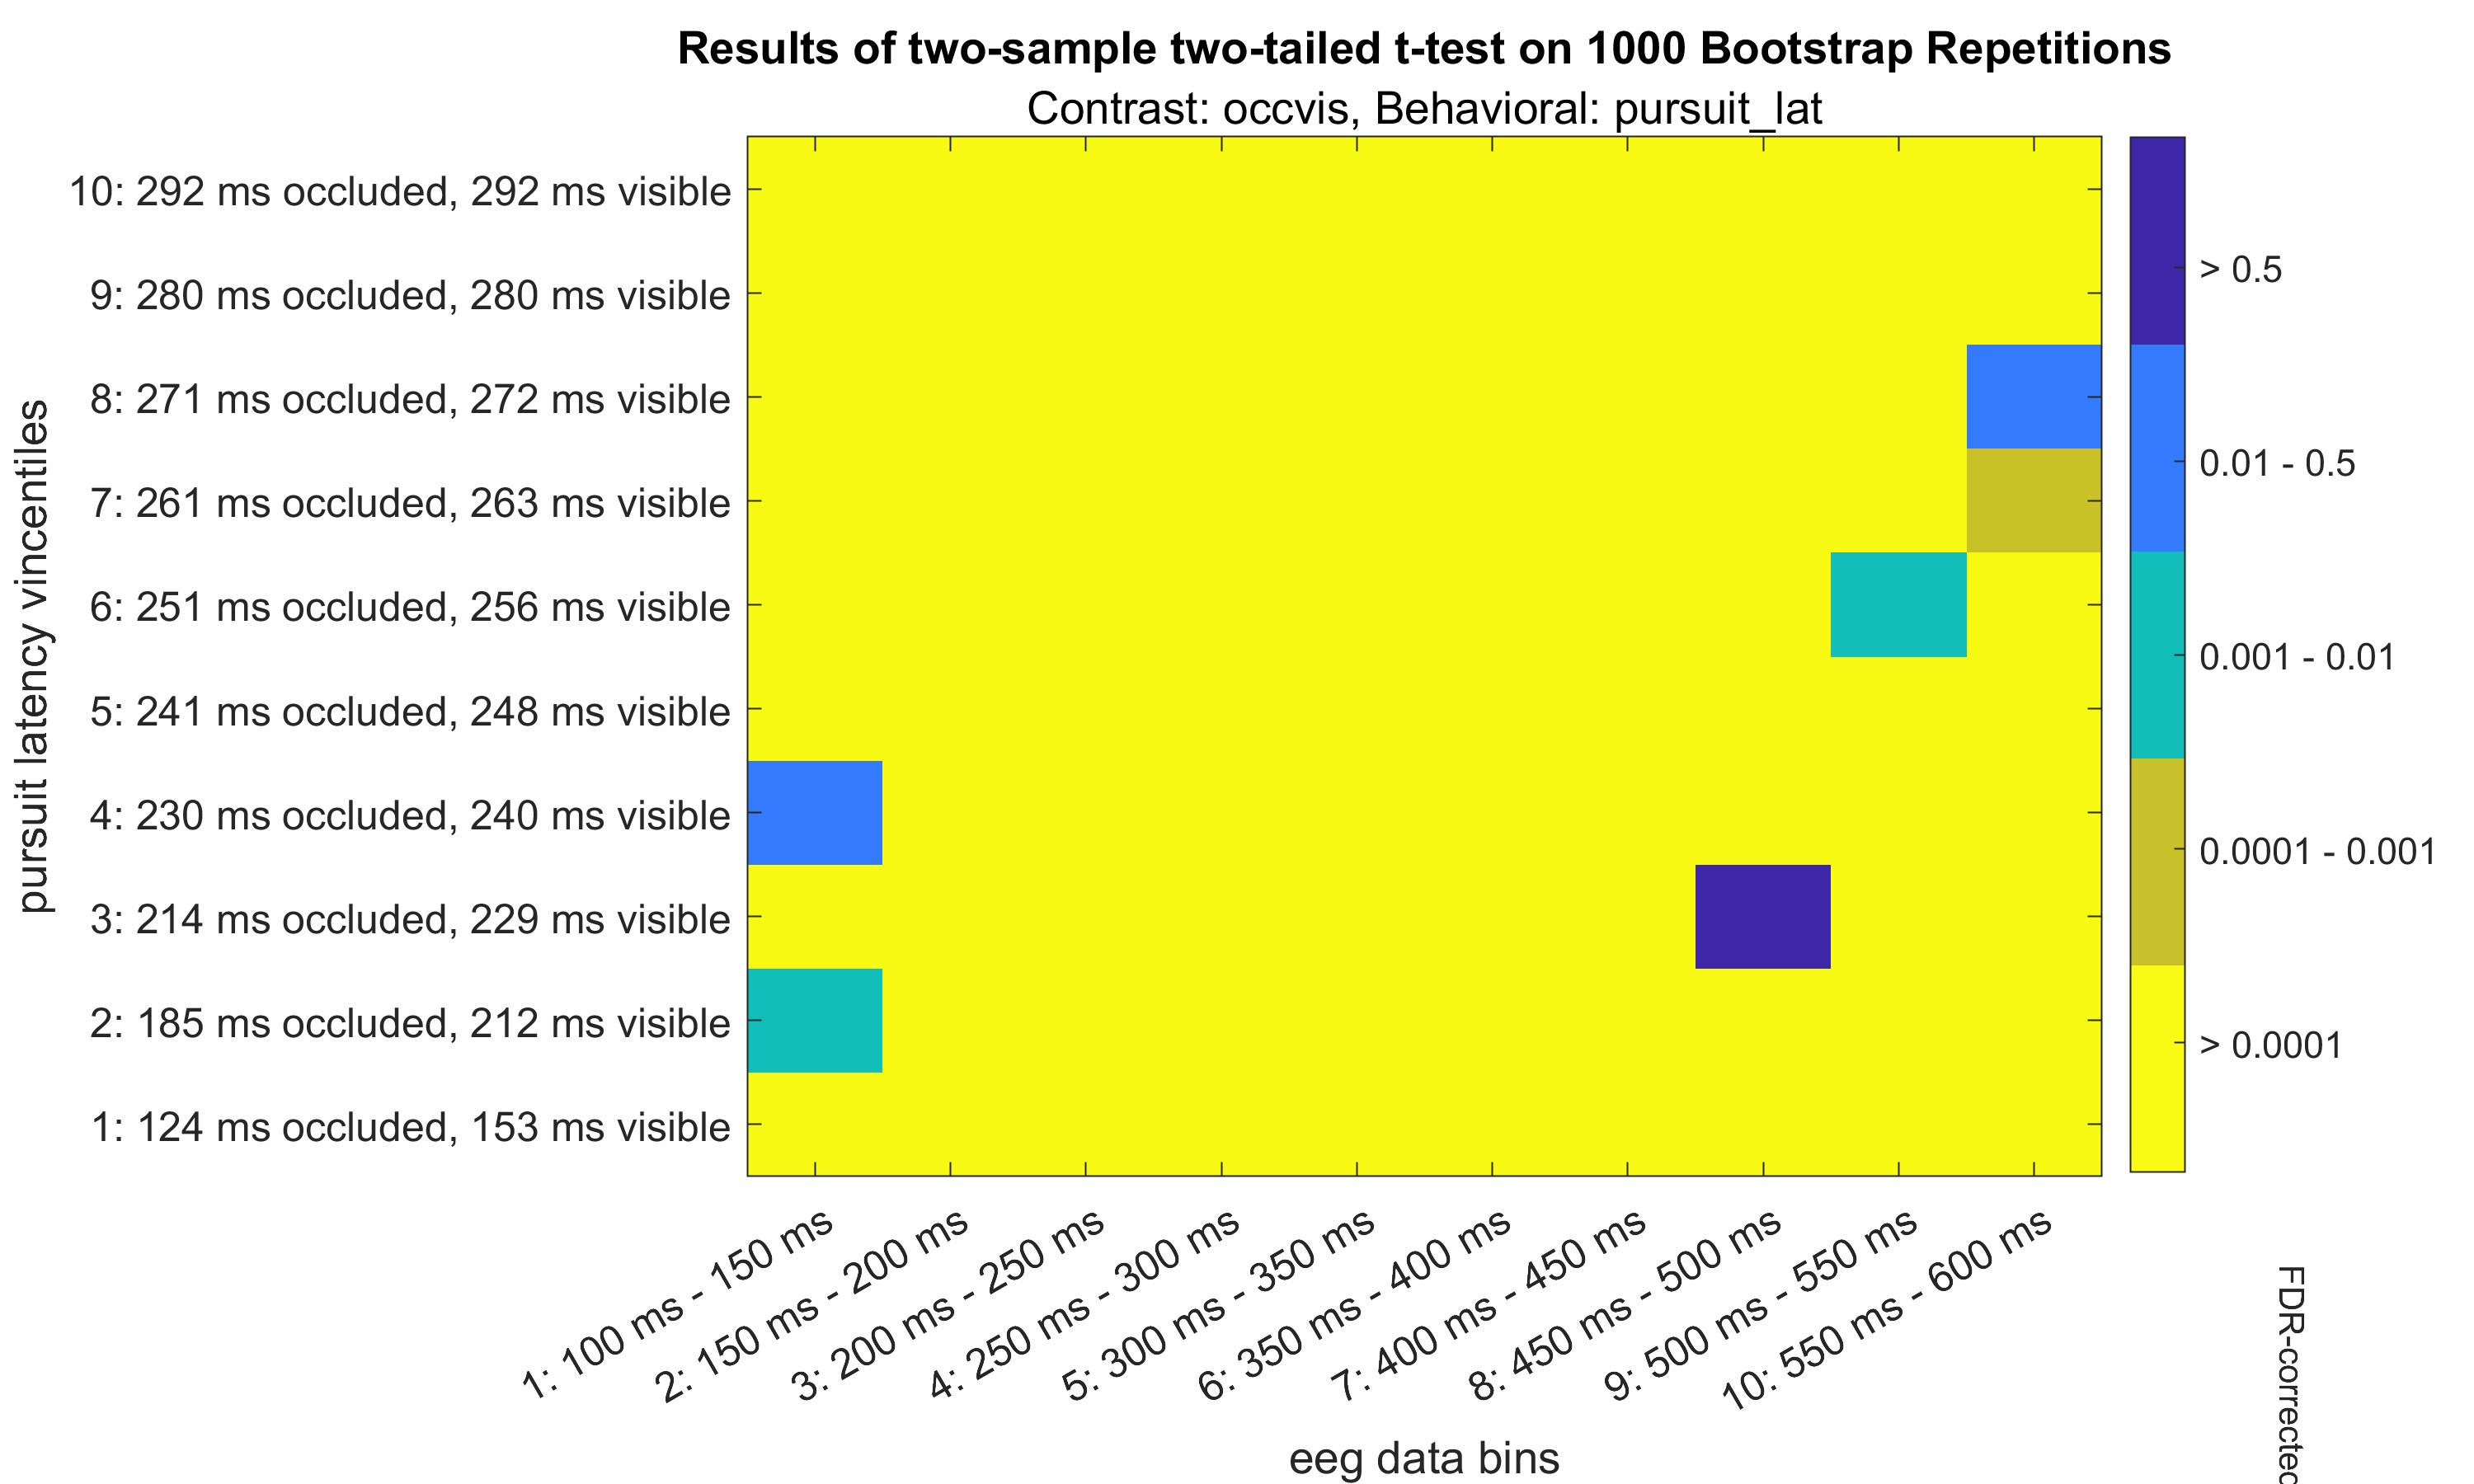 Results of two-sample two-tailed t-test on 1000 Bootstrap Repetitions
Contrast: occvis, Behavioral: pursuit_lat
pursuit latency vincentiles
10: 292 ms occluded, 292 ms visible
9: 280 ms occluded, 280 ms visible
8: 271 ms occluded, 272 ms visible
7: 261 ms occluded, 263 ms visible
6: 251 ms occluded, 256 ms visible
5: 241 ms occluded, 248 ms visible
4: 230 ms occluded, 240 ms visible
3: 214 ms occluded, 229 ms visible
2: 185 ms occluded, 212 ms visible
1: 124 ms occluded, 153 ms visible
> 0.5
0.01 - 0.5
0.001 - 0.01
0.0001 - 0.001
> 0.0001
1: 100 ms - 150 ms
2: 150 ms - 200 ms
3: 200 ms - 250 ms
4: 250 ms - 300 ms
5: 300 ms - 350 ms
6: 350 ms - 400 ms
7: 400 ms - 450 ms
8: 450 ms - 500 ms
9: 500 ms - 550 ms
10: 550 ms - 600 ms
eeg data bins
FDR-corrected